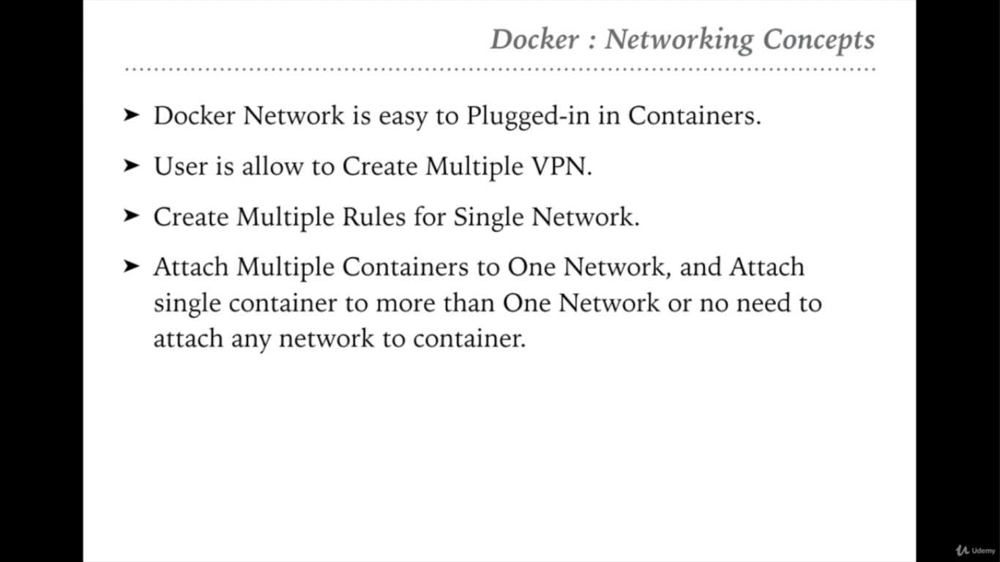 Docker : Networking Concepts
➤ Docker Network is easy to Plugged-in in Containers.
➤ User is allow to Create Multiple VPN.
➤ Create Multiple Rules for Single Network.
➤ Attach Multiple Containers to One Network, and Attach
single container to more than One Network or no need to
attach any network to container.
Udemy